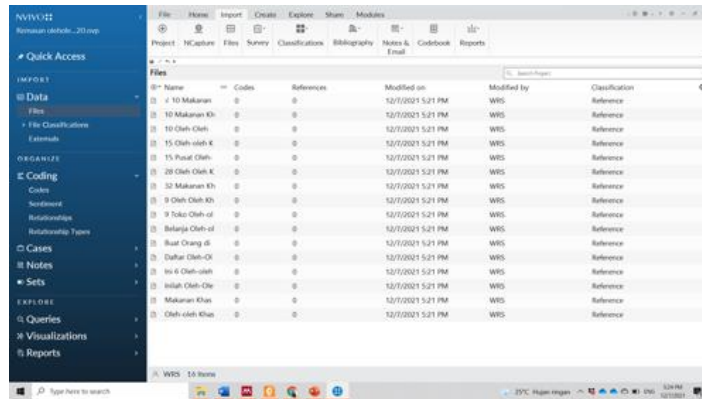 NVIVO
File Home Import Create Explore Share Modules
Project NCapture Files Survey Classifications Bibliography Notes & Email Codebook Reports
Quick Access
IMPORT
Data
Files
File Classifications
Externals
ORGANIZE
Coding
Codes
Sentiment
Relationships
Relationship Types
Cases
Notes
Sets
EXPLORE
Queries
Visualizations
Reports
Files
Search Project
Name Codes References Modified on Modified by Classification
10 Makanan 0 0 12/7/2021 5:21 PM WRS Reference
10 Makanan Kh 0 0 12/7/2021 5:21 PM WRS Reference
10 Oleh-Oleh 0 0 12/7/2021 5:21 PM WRS Reference
15 Oleh-oleh K 0 0 12/7/2021 5:21 PM WRS Reference
15 Pusat Oleh- 0 0 12/7/2021 5:21 PM WRS Reference
28 Oleh Oleh K 0 0 12/7/2021 5:21 PM WRS Reference
32 Makanan Kh 0 0 12/7/2021 5:21 PM WRS Reference
9 Oleh Oleh Kh 0 0 12/7/2021 5:21 PM WRS Reference
9 Toko Oleh-ol 0 0 12/7/2021 5:21 PM WRS Reference
Belanja Oleh-ol 0 0 12/7/2021 5:21 PM WRS Reference
Buat Orang di 0 0 12/7/2021 5:21 PM WRS Reference
Daftar Oleh-Ol 0 0 12/7/2021 5:21 PM WRS Reference
Ini 6 Oleh-oleh 0 0 12/7/2021 5:21 PM WRS Reference
Inilah Oleh-Ole 0 0 12/7/2021 5:21 PM WRS Reference
Makanan Khas 0 0 12/7/2021 5:21 PM WRS Reference
Oleh-oleh Khas 0 0 12/7/2021 5:21 PM WRS Reference
WRS 16 Items
Type here to search
25°C Hujan ringan ENG 5:24 PM
12/7/2021